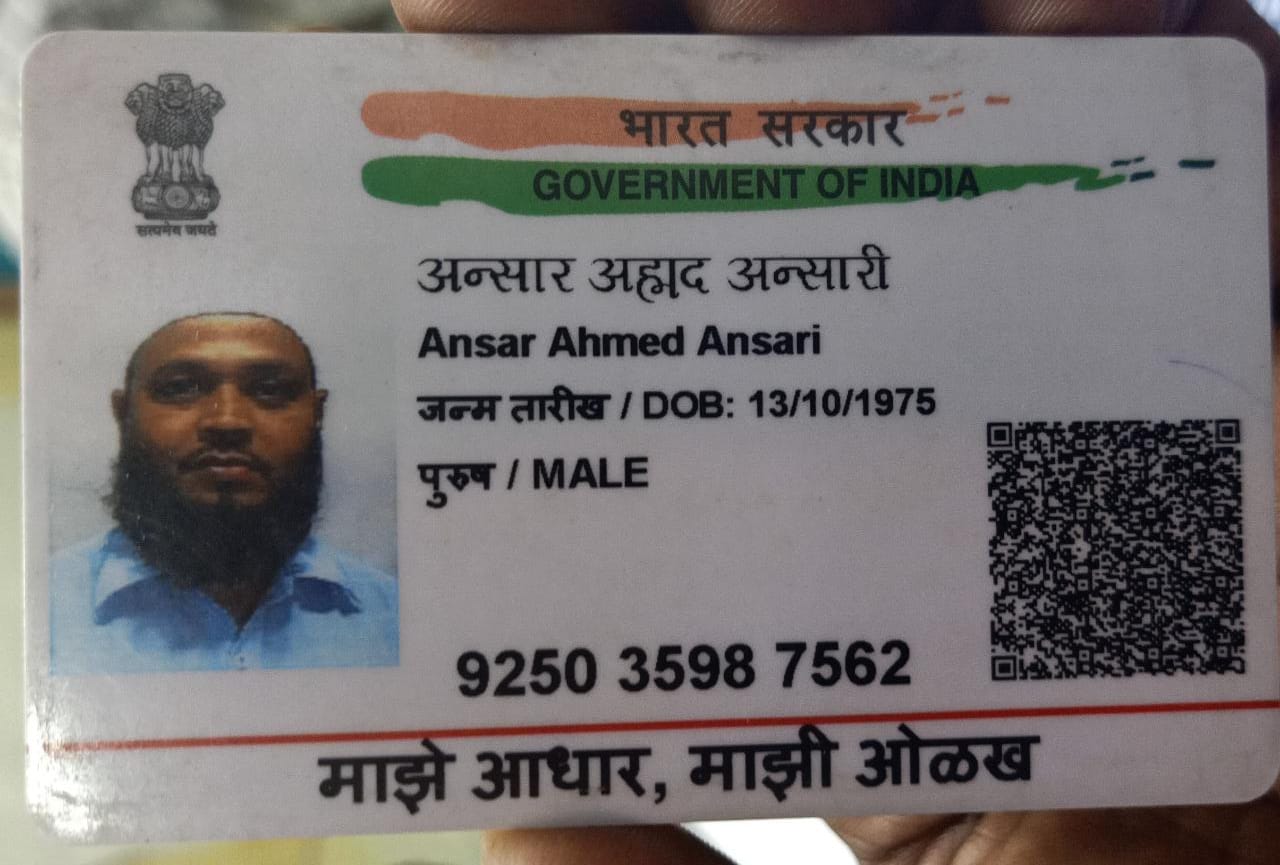 भारत सरकार
GOVERNMENT OF INDIA
सत्यमेव जयते
अन्सार अह्मद अन्सारी
Ansar Ahmed Ansari
जन्म तारीख / DOB: 13/10/1975
पुरुष / MALE
9250 3598 7562
माझे आधार, माझी ओळख